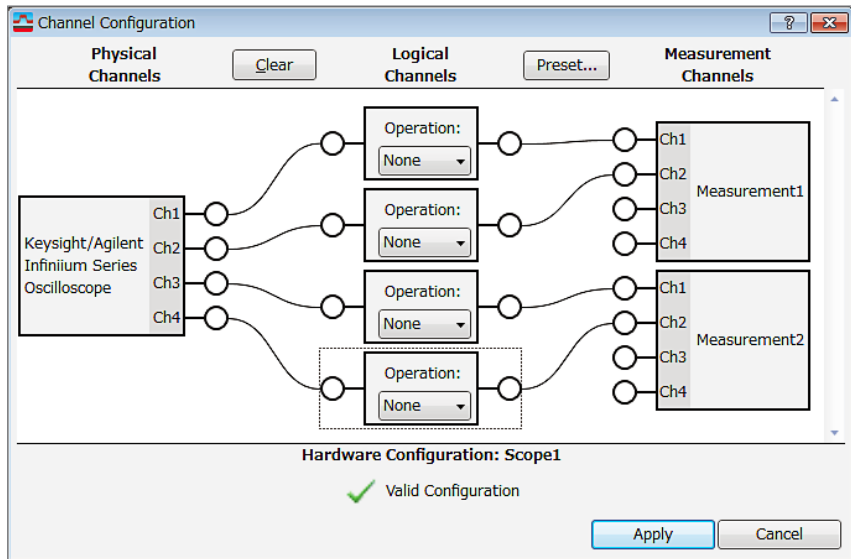 Channel Configuration
?
Physical
Channels
Clear
Logical
Channels
Preset...
Measurement
Channels
Keysight/Agilent
Infiniium Series
Oscilloscope
Ch1
Ch2
Ch3
Ch4
Operation:
None
Operation:
None
Operation:
None
Operation:
None
Ch1
Ch2
Ch3
Ch4
Measurement1
Ch1
Ch2
Ch3
Ch4
Measurement2
Hardware Configuration: Scope1
Valid Configuration
Apply
Cancel